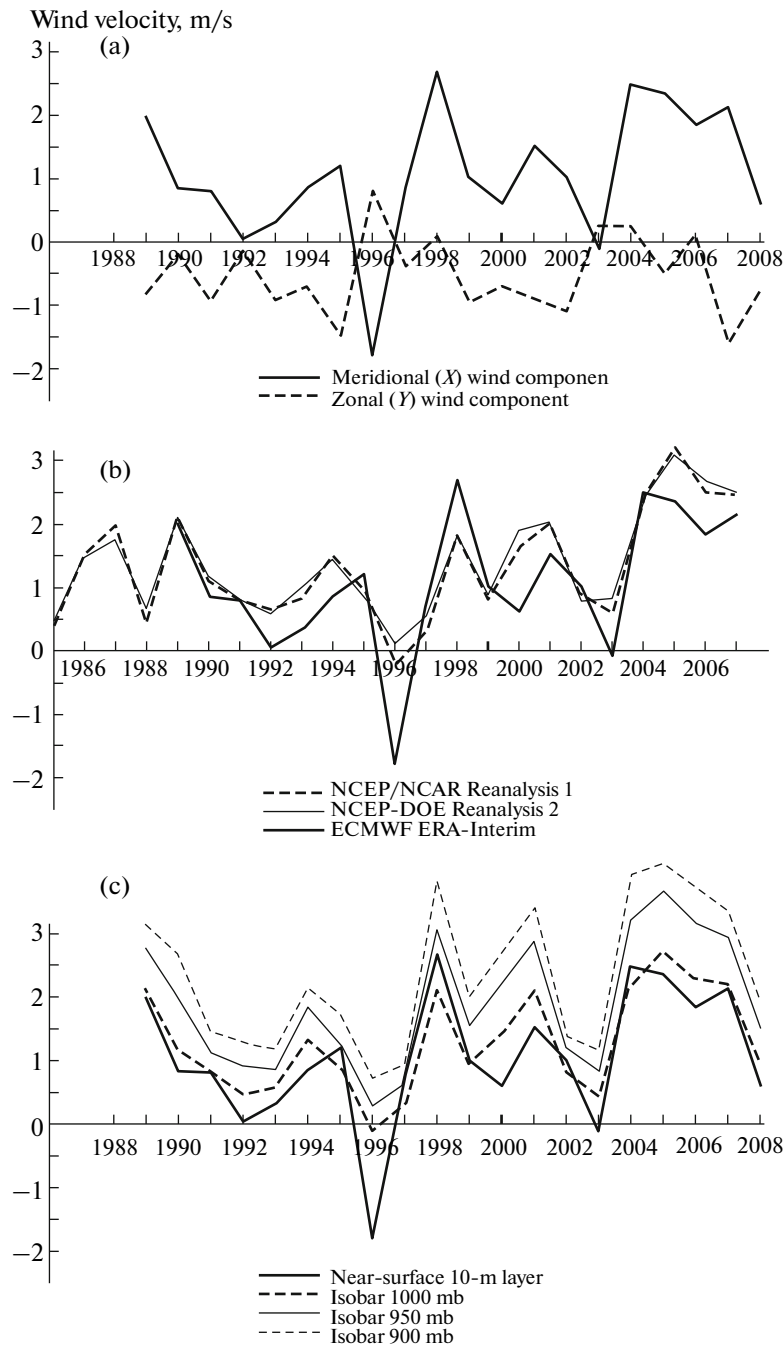 Wind velocity, m/s
(a)
3
2
1
0
1988 1990 1992 1994 1996 1998 2000 2002 2004 2006 2008
−1
−2
Meridional (X) wind componen
Zonal (Y) wind component
(b)
3
2
1
0
1986 1988 1990 1992 1994 1996 1998 2000 2002 2004 2006
−1
−2
NCEP/NCAR Reanalysis 1
NCEP-DOE Reanalysis 2
ECMWF ERA-Interim
(c)
3
2
1
0
1988 1990 1992 1994 1996 1998 2000 2002 2004 2006 2008
−1
−2
Near-surface 10-m layer
Isobar 1000 mb
Isobar 950 mb
Isobar 900 mb